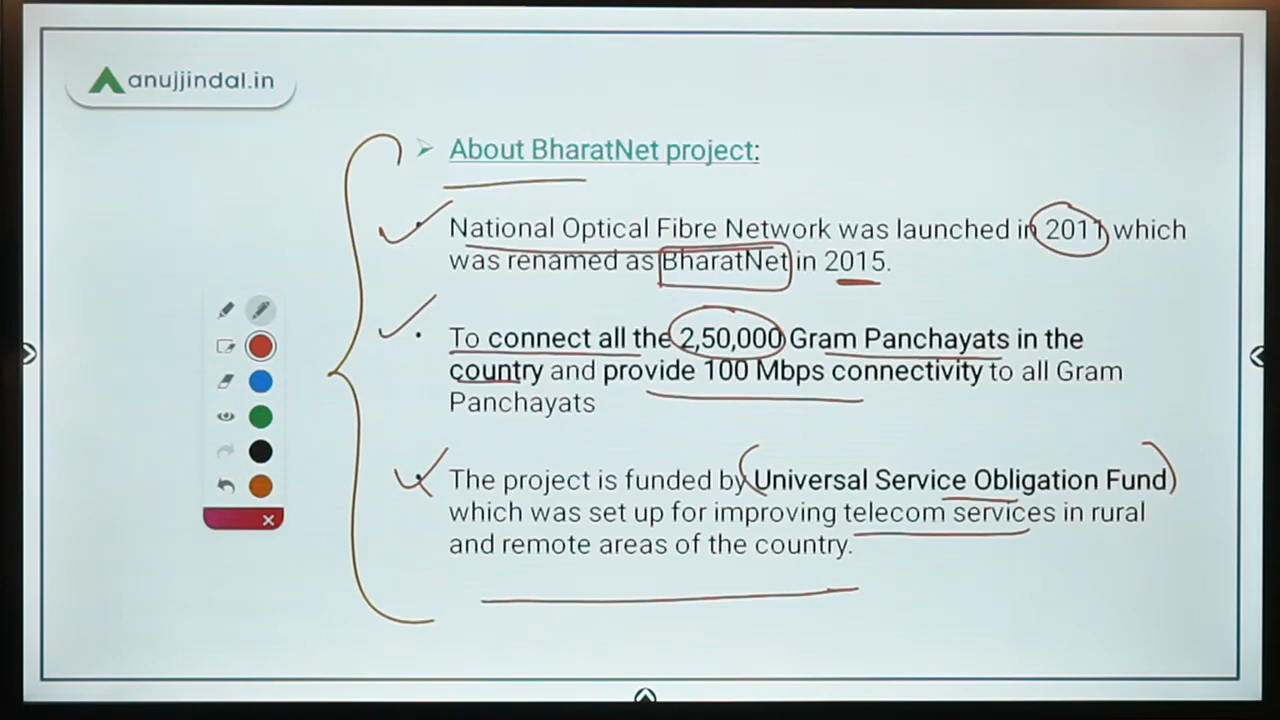 anujjindal.in
About BharatNet project:
National Optical Fibre Network was launched in 2011 which
was renamed as BharatNet in 2015.
To connect all the 2,50,000 Gram Panchayats in the
country and provide 100 Mbps connectivity to all Gram
Panchayats
The project is funded by Universal Service Obligation Fund
which was set up for improving telecom services in rural
and remote areas of the country.